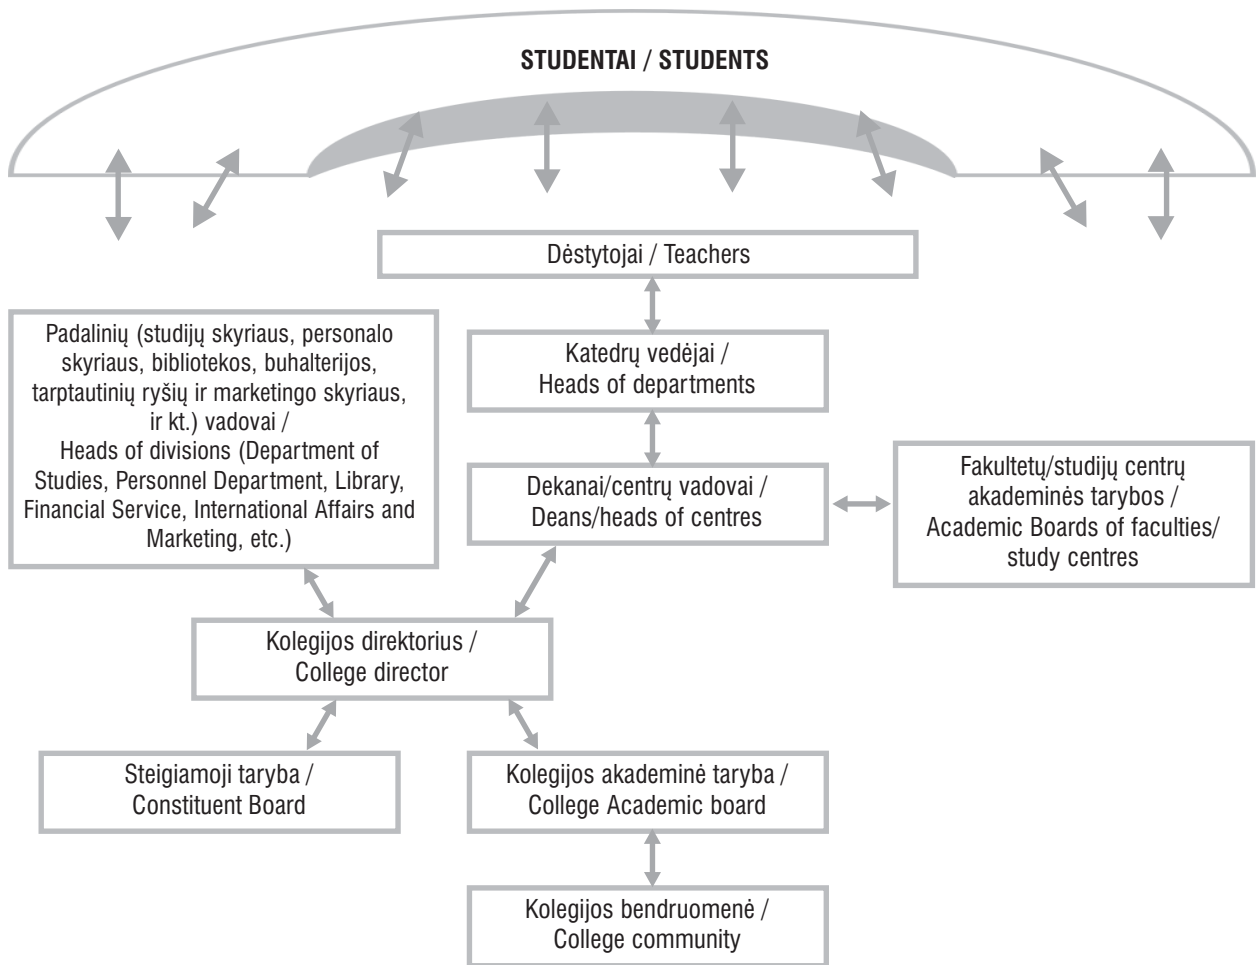 STUDENTAI / STUDENTS
Dėstytojai / Teachers
Padalinių (studijų skyriaus, personalo
skyriaus, bibliotekos, buhalterijos,
tarptautinių ryšių ir marketingo skyriaus,
ir kt.) vadovai /
Heads of divisions (Department of
Studies, Personnel Department, Library,
Financial Service, International Affairs and
Marketing, etc.)
Katedrų vedėjai /
Heads of departments
Dekanai/centrų vadovai /
Deans/heads of centres
Fakultetų/studijų centrų
akademinės tarybos /
Academic Boards of faculties/
study centres
Kolegijos direktorius /
College director
Steigiamoji taryba /
Constituent Board
Kolegijos akademinė taryba /
College Academic board
Kolegijos bendruomenė /
College community